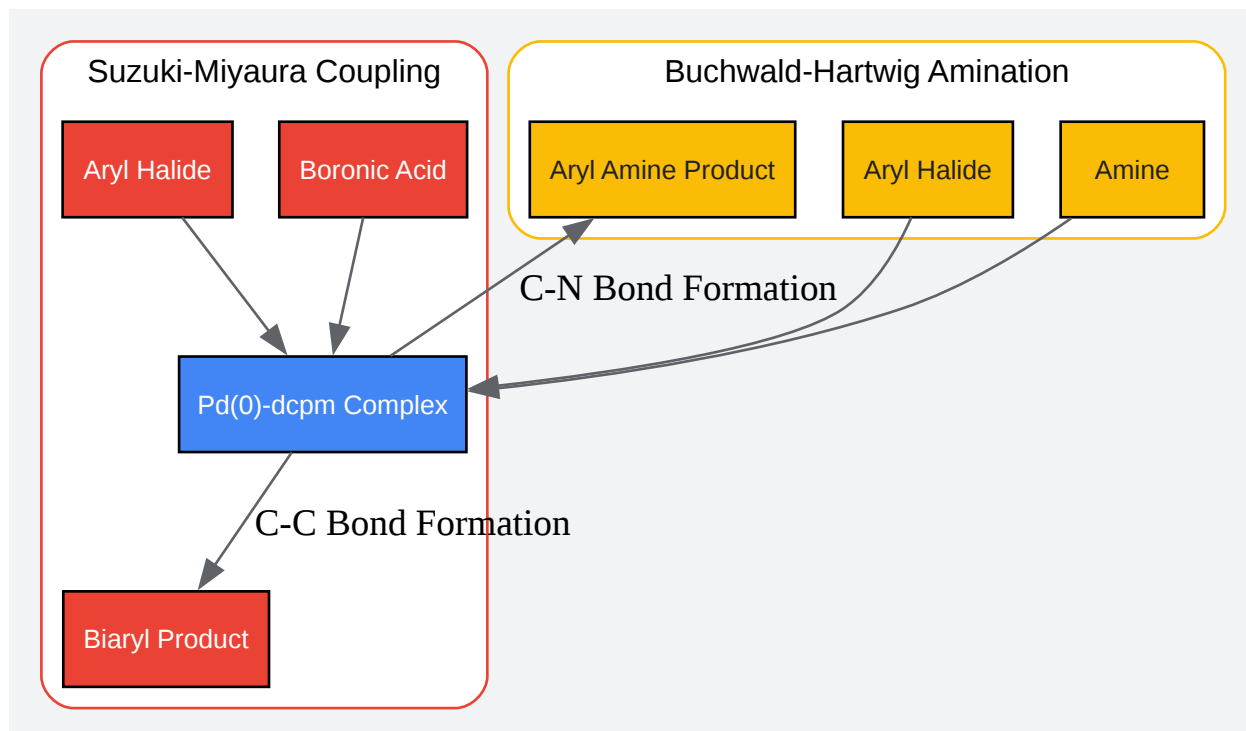 Suzuki-Miyaura Coupling
Buchwald-Hartwig Amination
Aryl Halide
Boronic Acid
Aryl Amine Product
Aryl Halide
Amine
C-N Bond Formation
Pd(0)-dcpm Complex
C-C Bond Formation
Biaryl Product